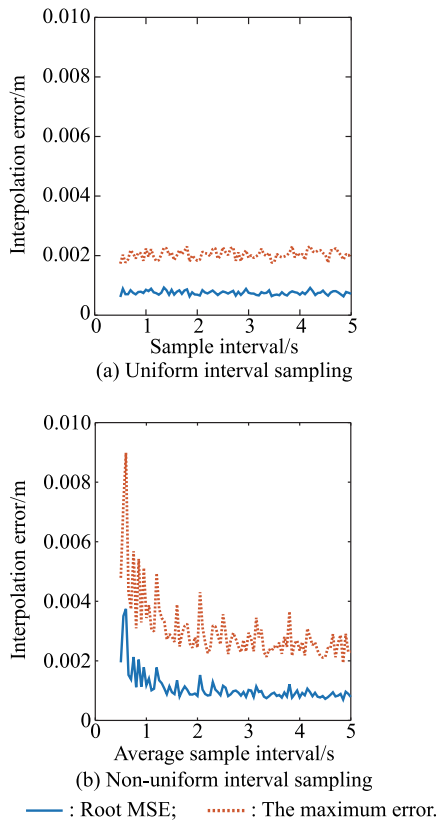 0.010
0.008
0.006
0.004
0.002
0
Interpolation error/m
0 1 2 3 4 5
Sample interval/s
(a) Uniform interval sampling
0.010
0.008
0.006
0.004
0.002
0
Interpolation error/m
0 1 2 3 4 5
Average sample interval/s
(b) Non-uniform interval sampling
: Root MSE; : The maximum error.